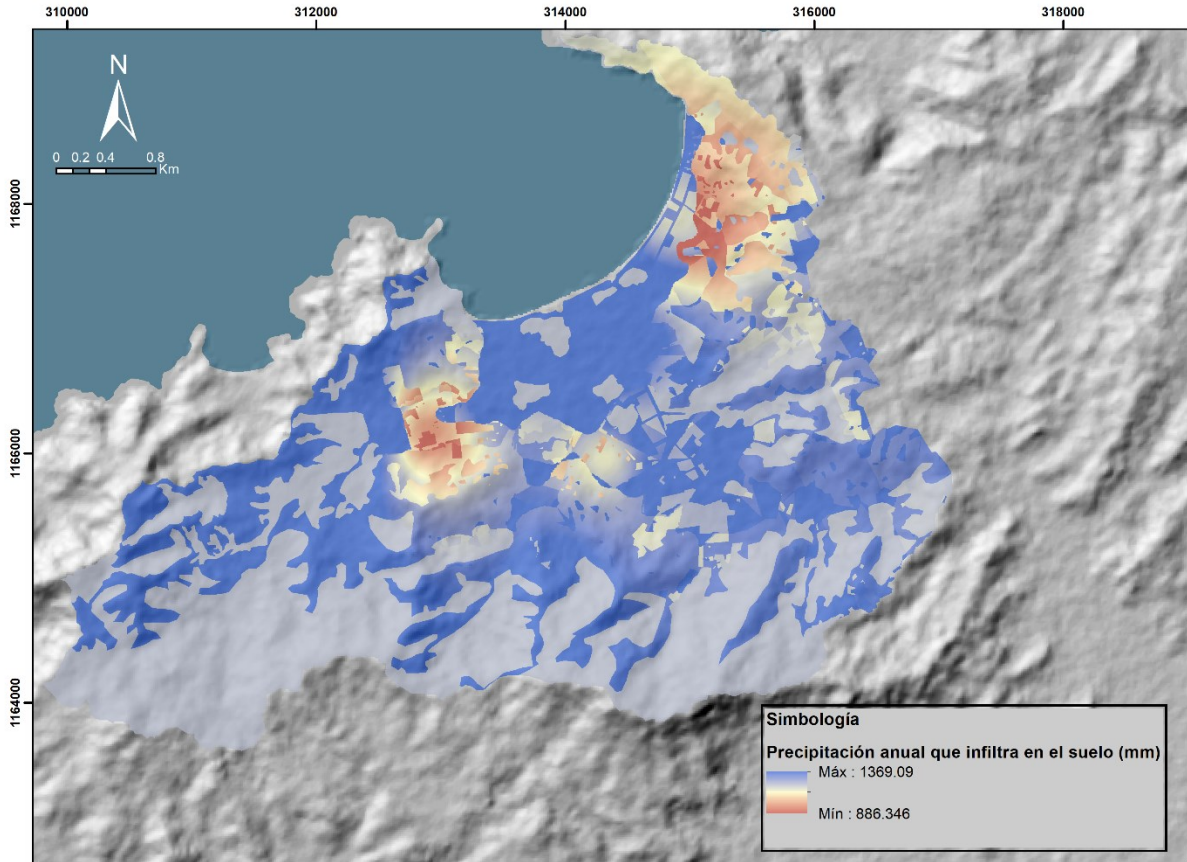 310000 312000 314000 316000 318000
N
0 0.2 0.4 0.8
Km
1168000
1166000
1164000
Simbología
Precipitación anual que infiltra en el suelo (mm)
Máx : 1369.09
Mín : 886.346